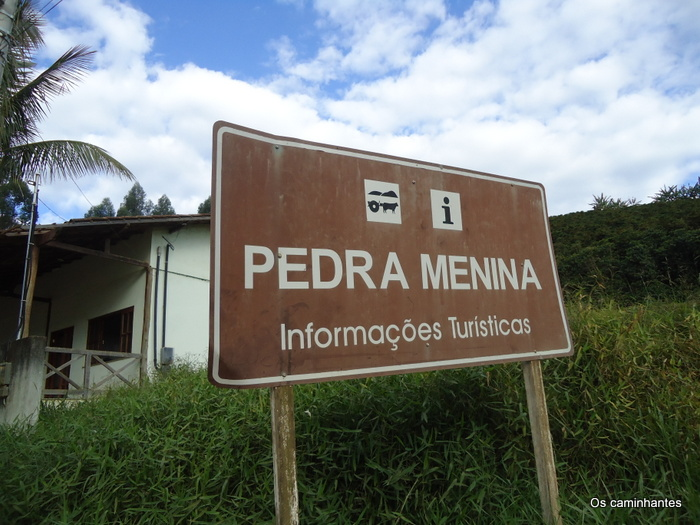 i
PEDRA MENINA
Informações Turísticas
Os caminhantes